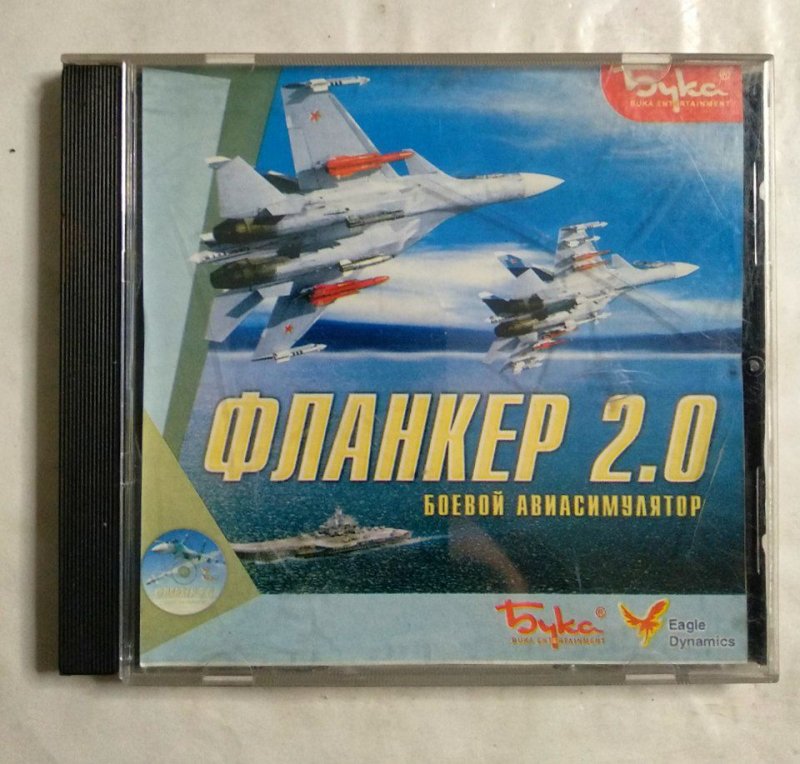 Бука®
BUKA ENTERTAINMENT
ФЛАНКЕР 2.0
БОЕВОЙ АВИАСИМУЛЯТОР
Бука®
BUKA ENTERTAINMENT
Eagle
Dynamics